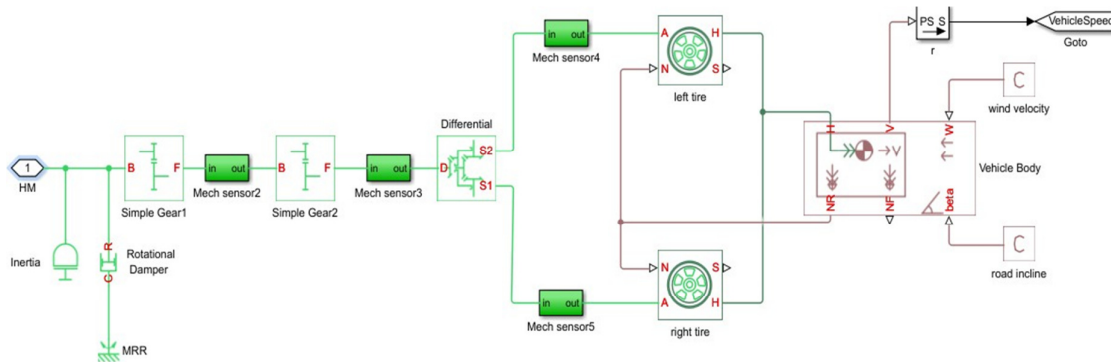 PS S
r
VehicleSpeed
Goto
in out
Mech sensor4
A
H
N
S
left tire
C
wind velocity
Differential
H
V
W
V
Vehicle Body
1
HM
B
F
Simple Gear1
in out
Mech sensor2
B
F
Simple Gear2
in out
Mech sensor3
D
S2
S1
NR
NF
beta
C
road incline
Inertia
R
C
Rotational
Damper
MRR
in out
Mech sensor5
N
S
A
H
right tire